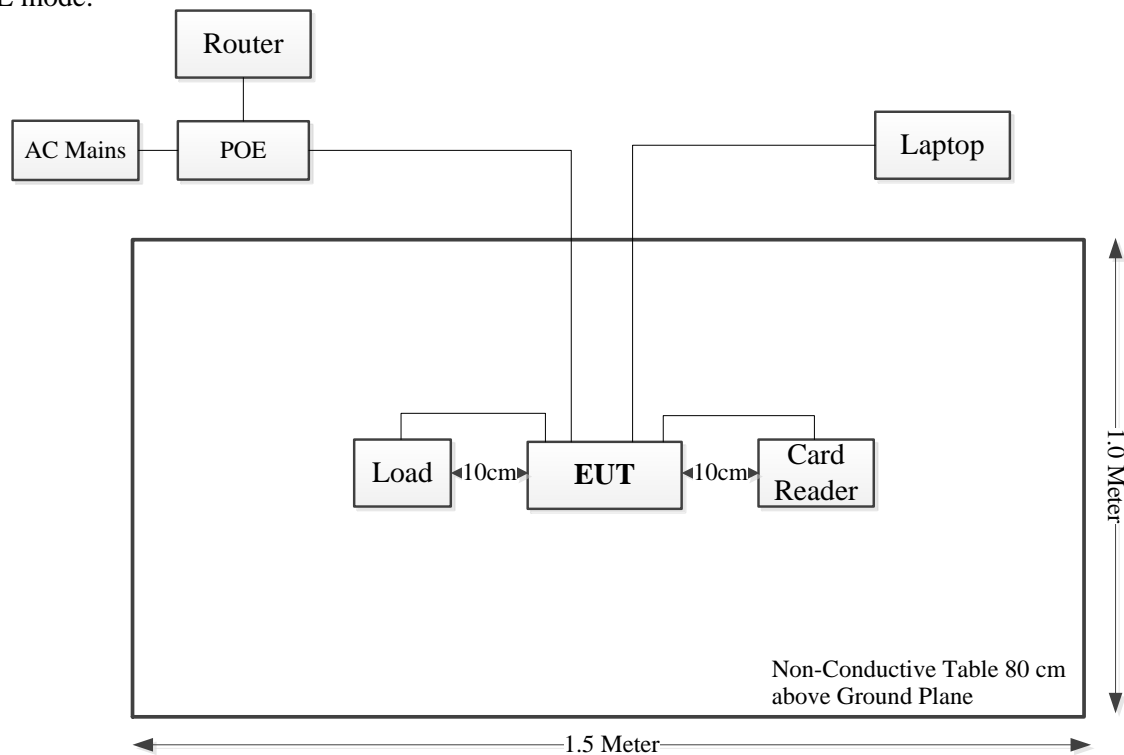 E mode:
Router
AC Mains
POE
Laptop
Load
10cm
EUT
10cm
Card
Reader
1.0 Meter
Non-Conductive Table 80 cm
above Ground Plane
1.5 Meter